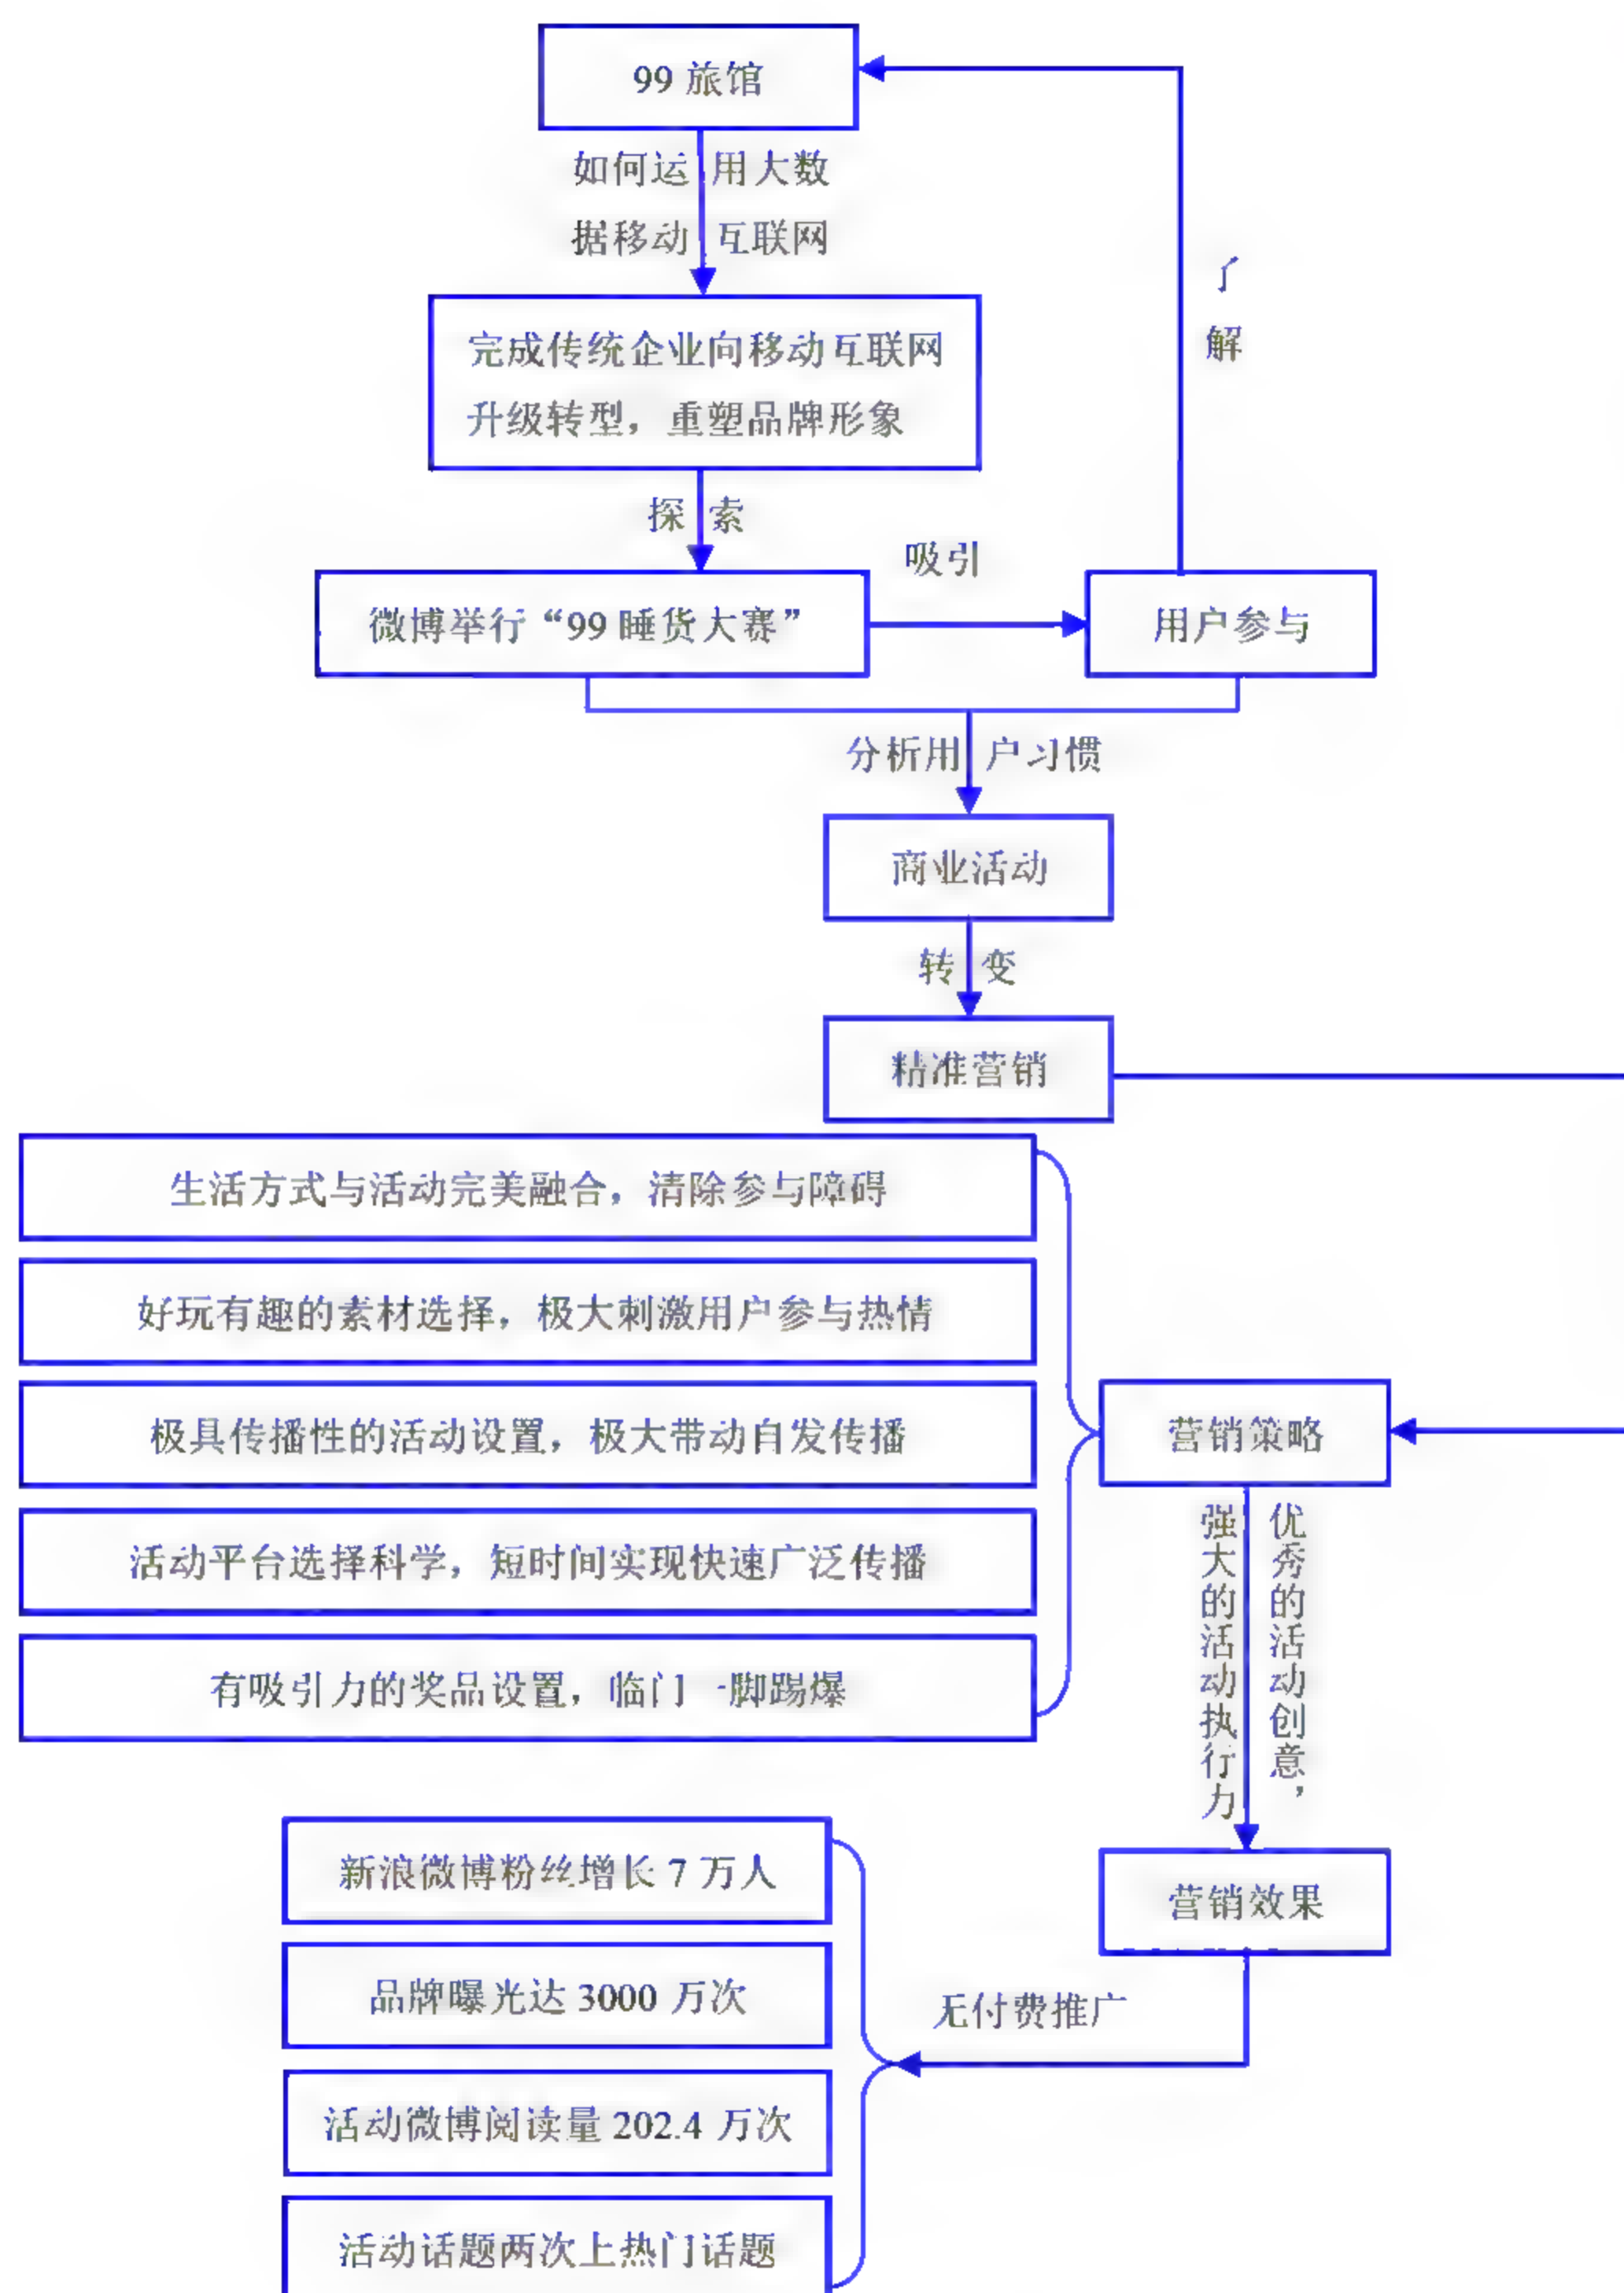 99 旅馆
如何运用大数
据移动互联网
了
解
完成传统企业向移动互联网
升级转型，重塑品牌形象
探索
吸引
微博举行“99 睡货大赛”
用户参与
分析用户习惯
商业活动
转变
精准营销
生活方式与活动完美融合，清除参与障碍
好玩有趣的素材选择，极大刺激用户参与热情
极具传播性的活动设置，极大带动自发传播
营销策略
活动平台选择科学，短时间实现快速广泛传播
有吸引力的奖品设置，临门一脚踢爆
优秀的活动创意，
强大的活动执行力
新浪微博粉丝增长 7 万人
营销效果
品牌曝光达 3000 万次
无付费推广
活动微博阅读量 202.4 万次
活动话题两次上热门话题